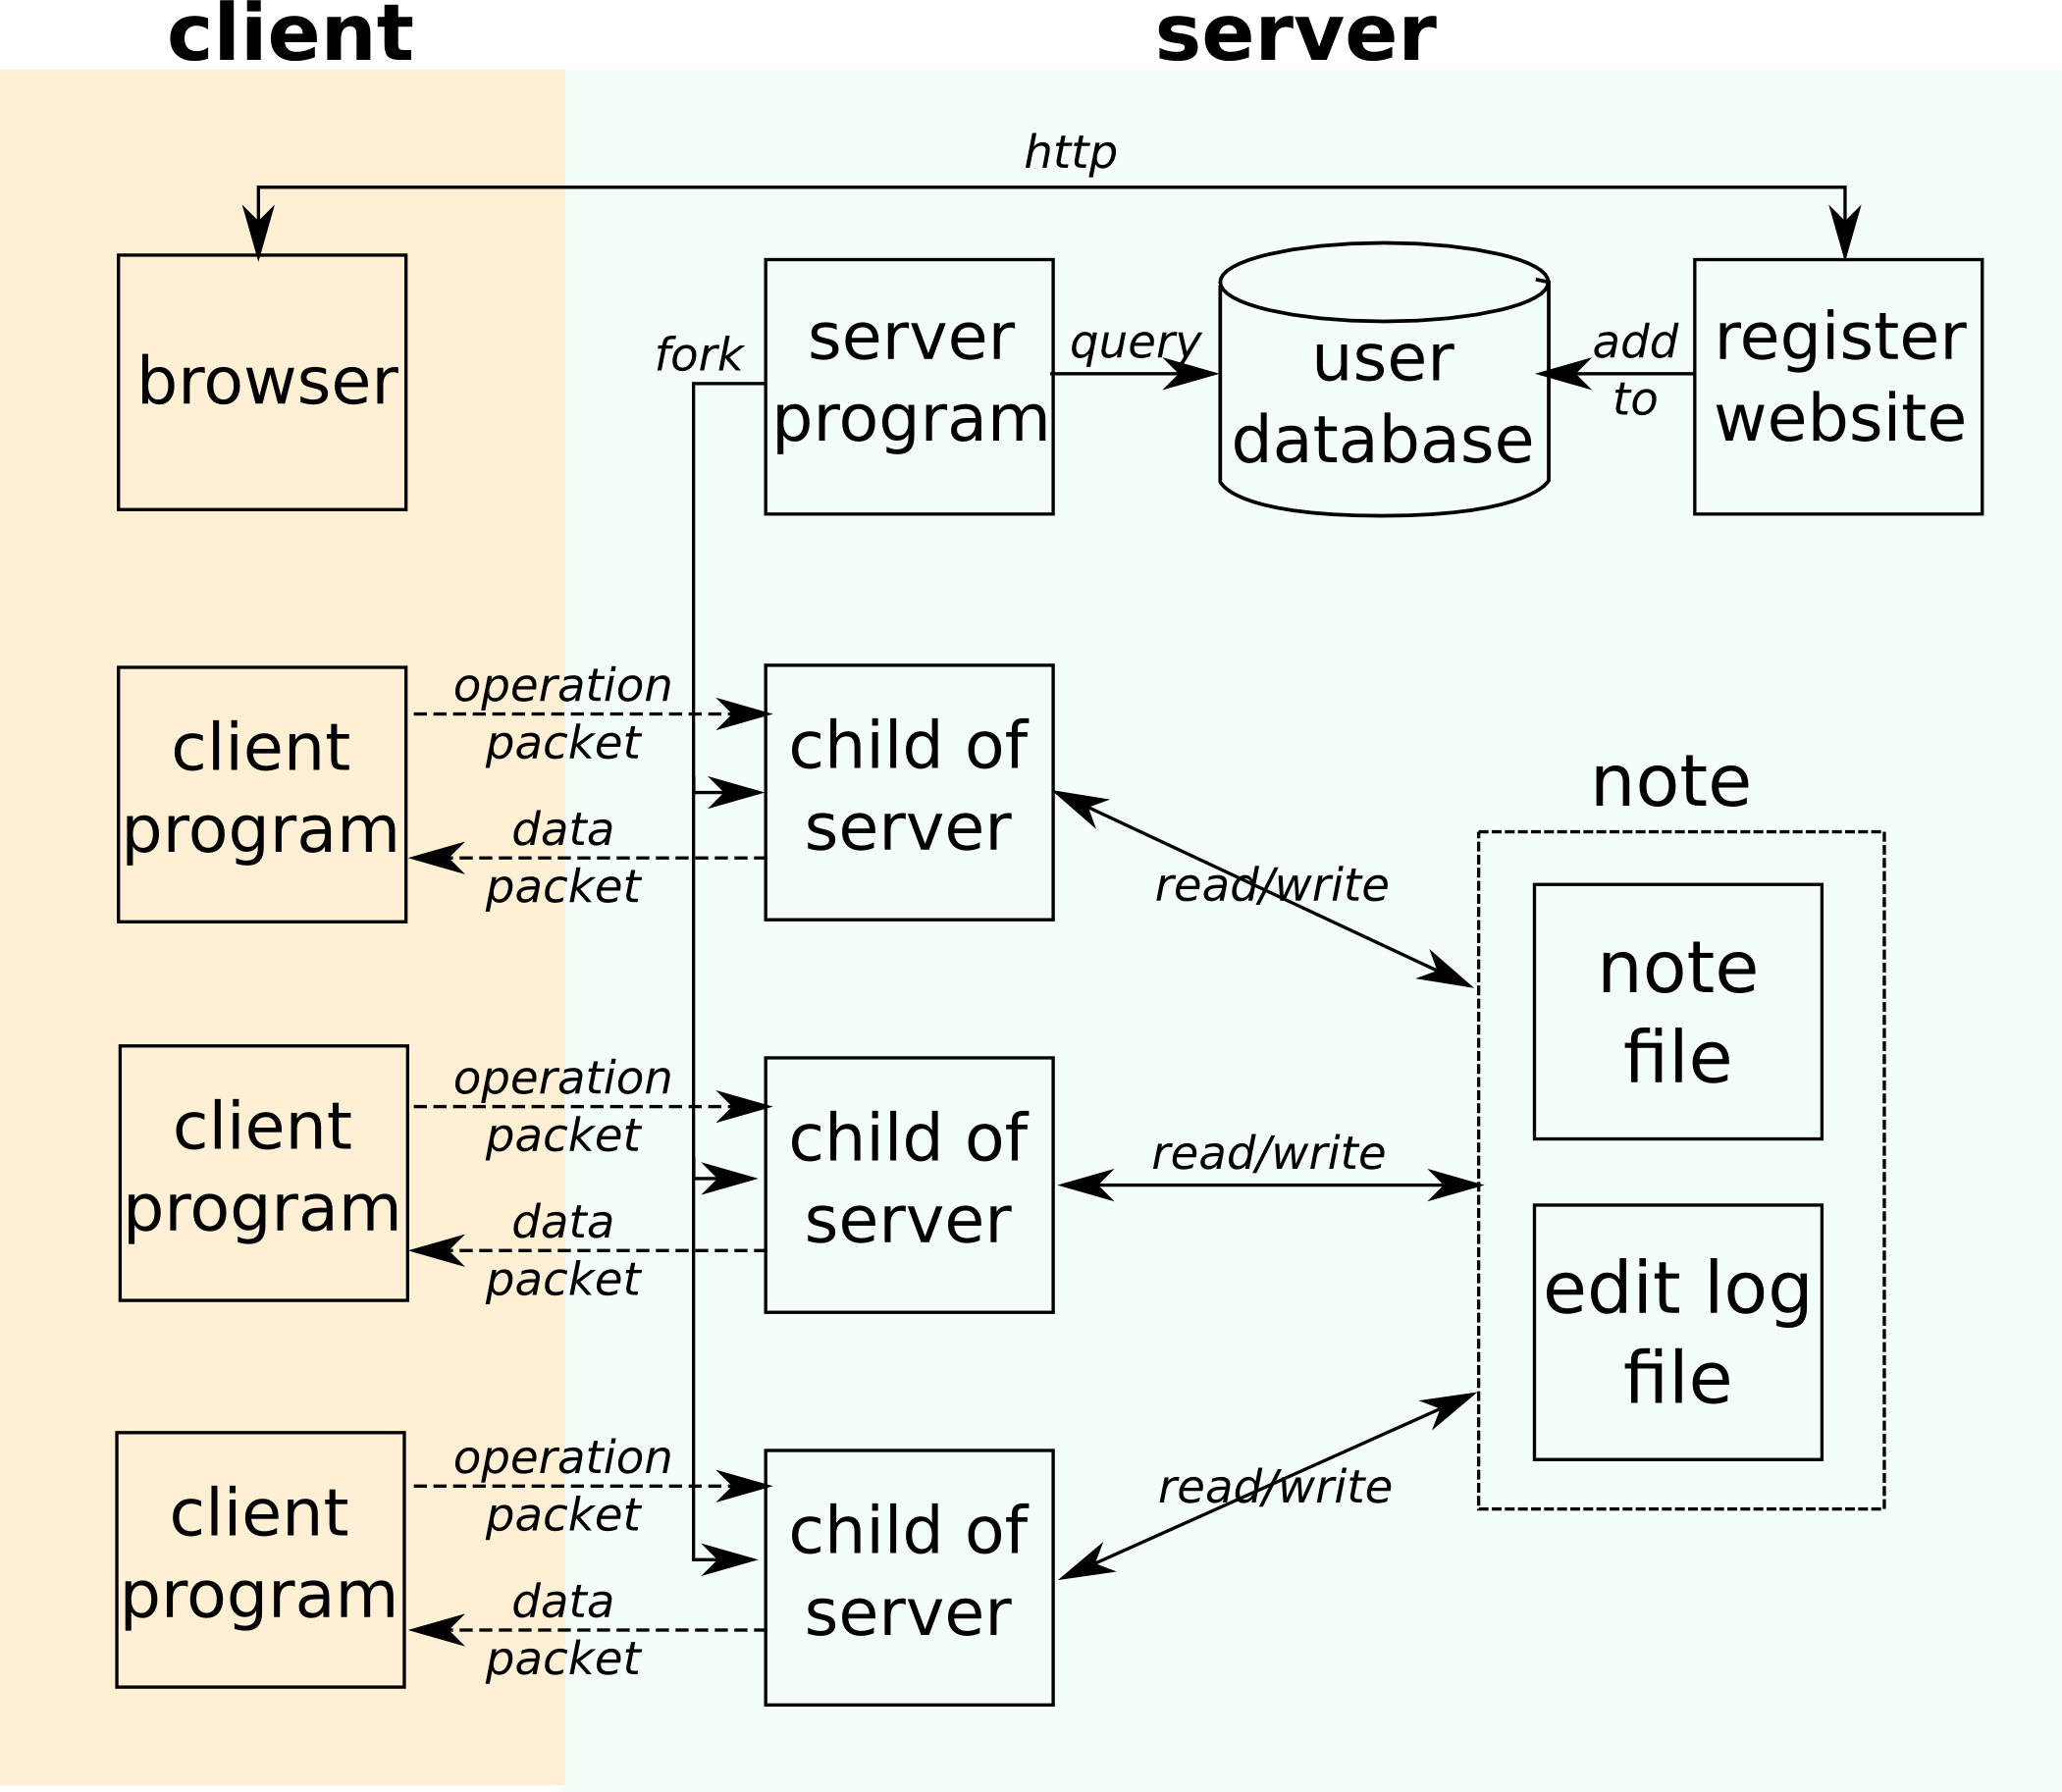 client
server
http
browser
fork
server
program
query
user
database
add
to
register
website
client
program
operation
packet
data
packet
child of
server
read/write
note
note
file
client
program
operation
packet
data
packet
child of
server
read/write
edit log
file
client
program
operation
packet
data
packet
child of
server
read/write